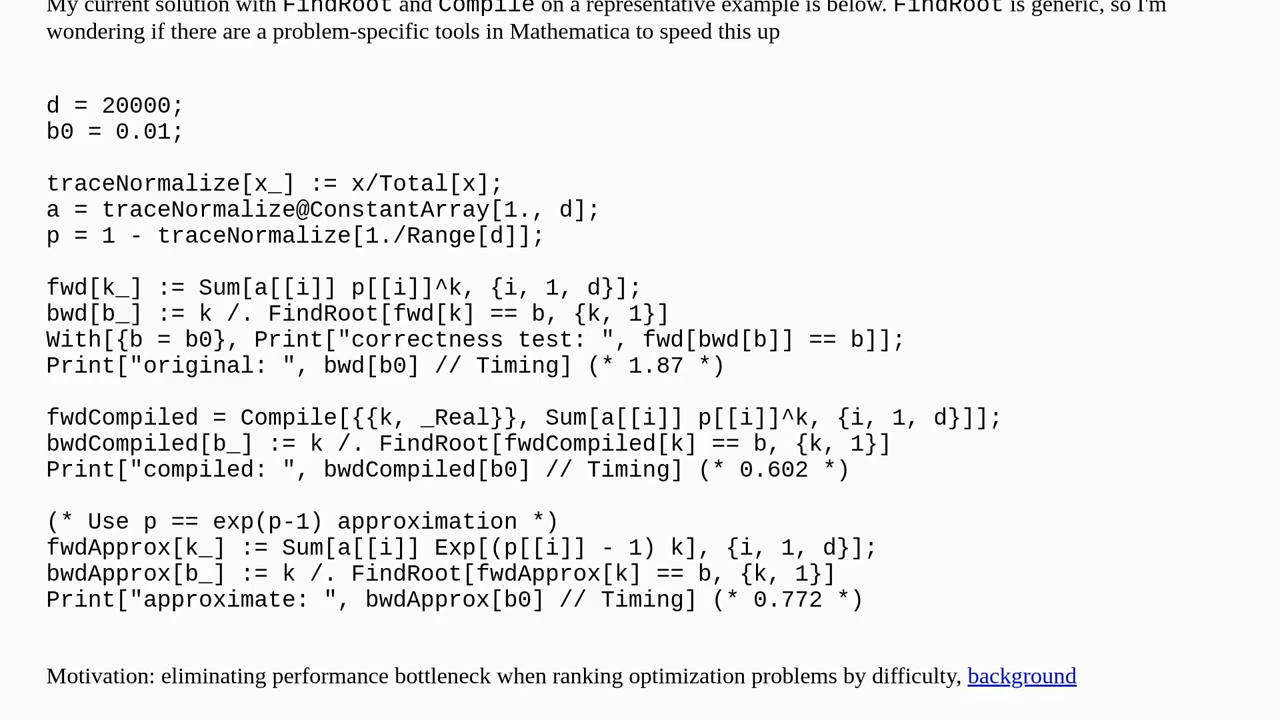 My current solution with FindRoot and Compile on a representative example is below. FindRoot is generic, so I'm
wondering if there are a problem-specific tools in Mathematica to speed this up
d = 20000;
b0 = 0.01;
traceNormalize[x_] := x/Total[x];
a = traceNormalize@ConstantArray[1., d];
p = 1 - traceNormalize[1./Range[d]];
fwd[k_] := Sum[a[[i]] p[[i]]^k, {i, 1, d}];
bwd[b_] := k /. FindRoot[fwd[k] == b, {k, 1}]
With[{b = b0}, Print["correctness test: ", fwd[bwd[b]] == b]];
Print["original: ", bwd[b0] // Timing] (* 1.87 *)
fwdCompiled = Compile[{{k, _Real}}, Sum[a[[i]] p[[i]]^k, {i, 1, d}]];
bwdCompiled[b_] := k /. FindRoot[fwdCompiled[k] == b, {k, 1}]
Print["compiled: ", bwdCompiled[b0] // Timing] (* 0.602 *)
(* Use p == exp(p-1) approximation *)
fwdApprox[k_] := Sum[a[[i]] Exp[(p[[i]] - 1) k], {i, 1, d}];
bwdApprox[b_] := k /. FindRoot[fwdApprox[k] == b, {k, 1}]
Print["approximate: ", bwdApprox[b0] // Timing] (* 0.772 *)
Motivation: eliminating performance bottleneck when ranking optimization problems by difficulty, background